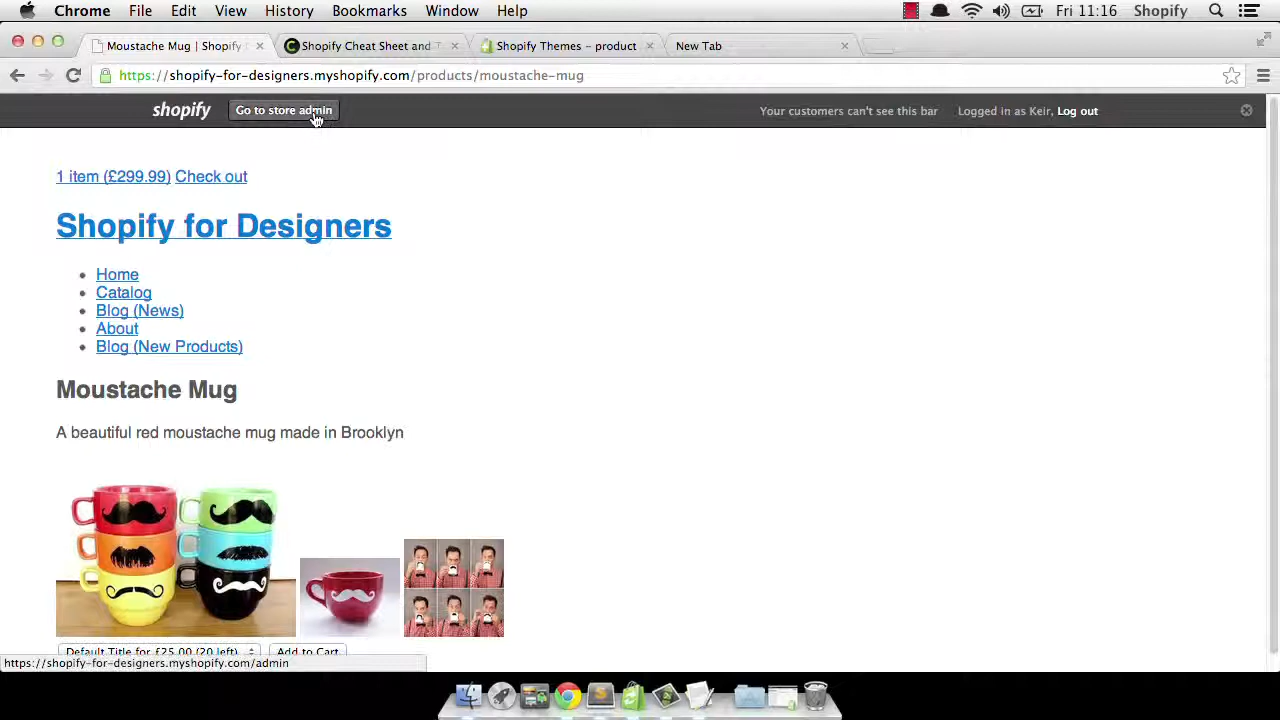 Chrome File Edit View History Bookmarks Window Help Fri 11:16 Shopify
Moustache Mug | Shopify Shopify Cheat Sheet and Shopify Themes – product New Tab
https://shopify-for-designers.myshopify.com/products/moustache-mug
shopify Go to store admin Your customers can't see this bar Logged in as Keir, Log out
1 item (£299.99) Check out
Shopify for Designers
Home
Catalog
Blog (News)
About
Blog (New Products)
Moustache Mug
A beautiful red moustache mug made in Brooklyn
Default Title for £25.00 (20 left) Add to Cart
https://shopify-for-designers.myshopify.com/admin